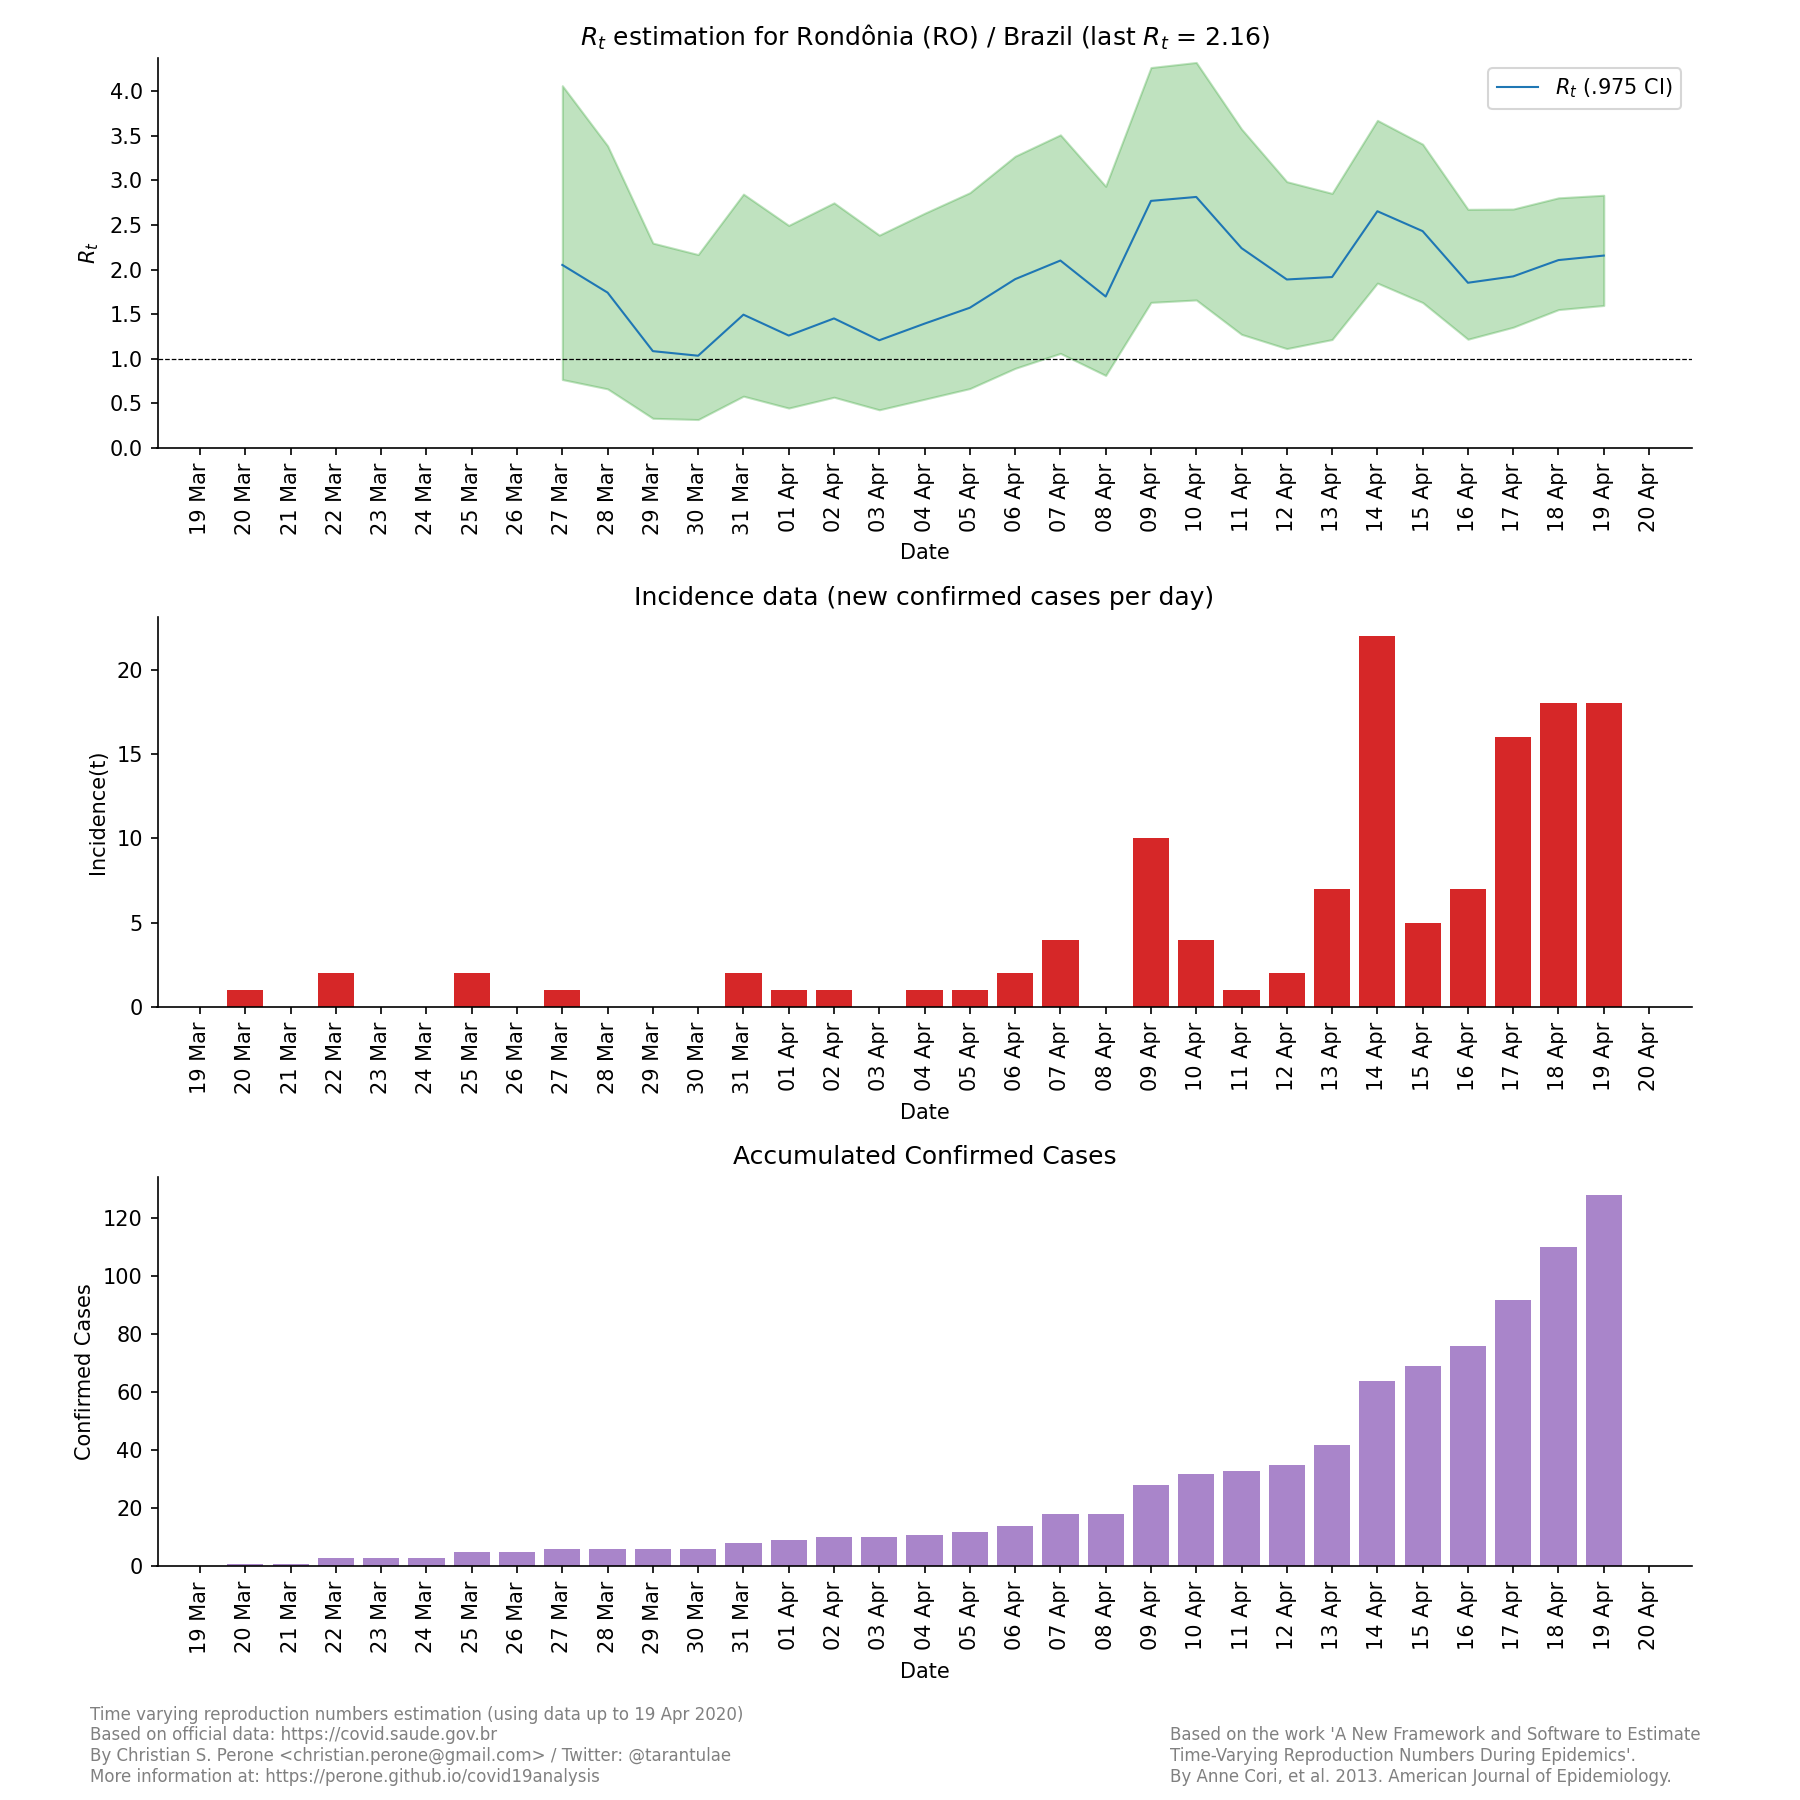 Rt estimation for Rondônia (RO) / Brazil (last Rt = 2.16)
4.0
3.5
3.0
2.5
2.0
1.5
1.0
0.5
0.0
Rt
Rt (.975 CI)
19 Mar 20 Mar 21 Mar 22 Mar 23 Mar 24 Mar 25 Mar 26 Mar 27 Mar 28 Mar 29 Mar 30 Mar 31 Mar 01 Apr 02 Apr 03 Apr 04 Apr 05 Apr 06 Apr 07 Apr 08 Apr 09 Apr 10 Apr 11 Apr 12 Apr 13 Apr 14 Apr 15 Apr 16 Apr 17 Apr 18 Apr 19 Apr 20 Apr
Date
Incidence data (new confirmed cases per day)
20
15
10
5
0
Incidence(t)
19 Mar 20 Mar 21 Mar 22 Mar 23 Mar 24 Mar 25 Mar 26 Mar 27 Mar 28 Mar 29 Mar 30 Mar 31 Mar 01 Apr 02 Apr 03 Apr 04 Apr 05 Apr 06 Apr 07 Apr 08 Apr 09 Apr 10 Apr 11 Apr 12 Apr 13 Apr 14 Apr 15 Apr 16 Apr 17 Apr 18 Apr 19 Apr 20 Apr
Date
Accumulated Confirmed Cases
120
100
80
60
40
20
0
Confirmed Cases
19 Mar 20 Mar 21 Mar 22 Mar 23 Mar 24 Mar 25 Mar 26 Mar 27 Mar 28 Mar 29 Mar 30 Mar 31 Mar 01 Apr 02 Apr 03 Apr 04 Apr 05 Apr 06 Apr 07 Apr 08 Apr 09 Apr 10 Apr 11 Apr 12 Apr 13 Apr 14 Apr 15 Apr 16 Apr 17 Apr 18 Apr 19 Apr 20 Apr
Date
Time varying reproduction numbers estimation (using data up to 19 Apr 2020)
Based on official data: https://covid.saude.gov.br
By Christian S. Perone <christian.perone@gmail.com> / Twitter: @tarantulae
More information at: https://perone.github.io/covid19analysis
Based on the work 'A New Framework and Software to Estimate
Time-Varying Reproduction Numbers During Epidemics'.
By Anne Cori, et al. 2013. American Journal of Epidemiology.